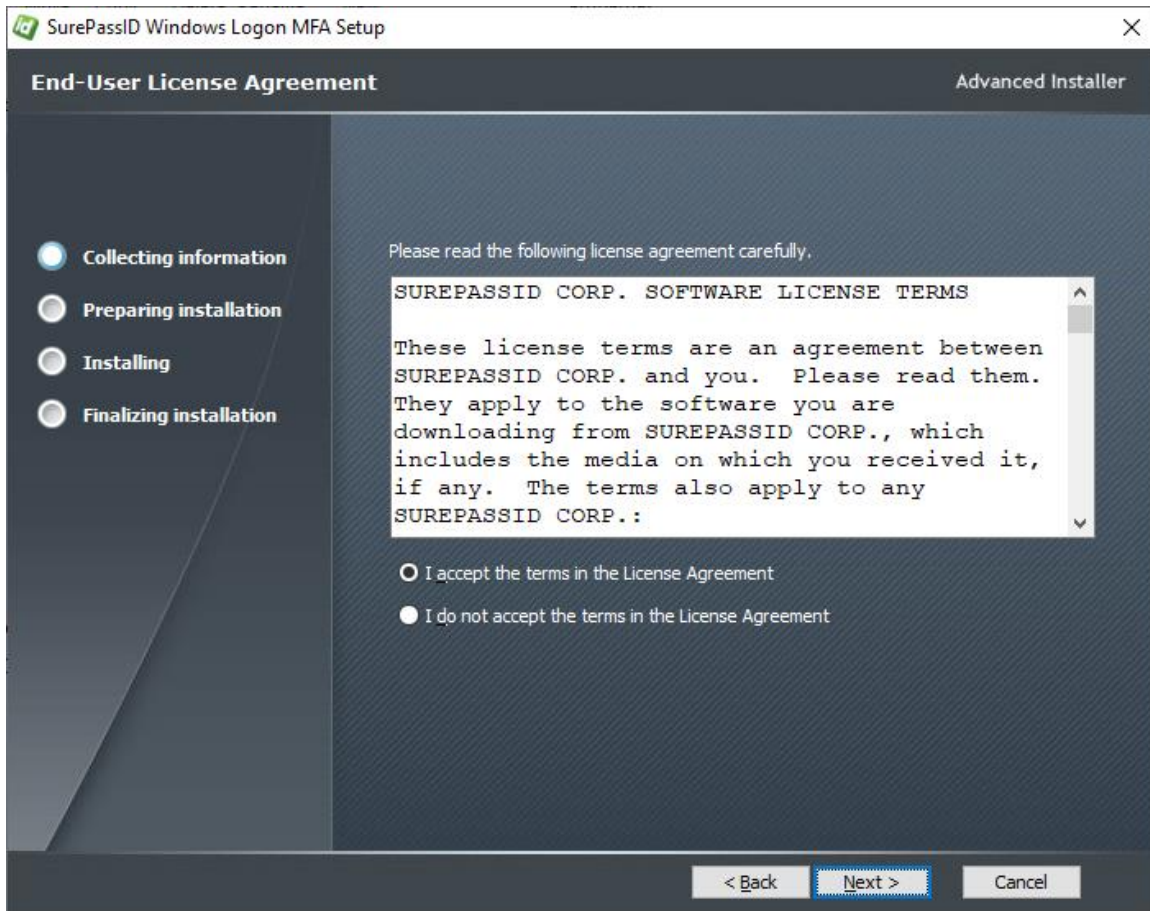 SurePassID Windows Logon MFA Setup
End-User License Agreement
Advanced Installer
Collecting information
Preparing installation
Installing
Finalizing installation
Please read the following license agreement carefully.
SUREPASSID CORP. SOFTWARE LICENSE TERMS
These license terms are an agreement between
SUREPASSID CORP. and you.  Please read them.
They apply to the software you are
downloading from SUREPASSID CORP., which
includes the media on which you received it,
if any.  The terms also apply to any
SUREPASSID CORP.:
I accept the terms in the License Agreement
I do not accept the terms in the License Agreement
< Back
Next >
Cancel